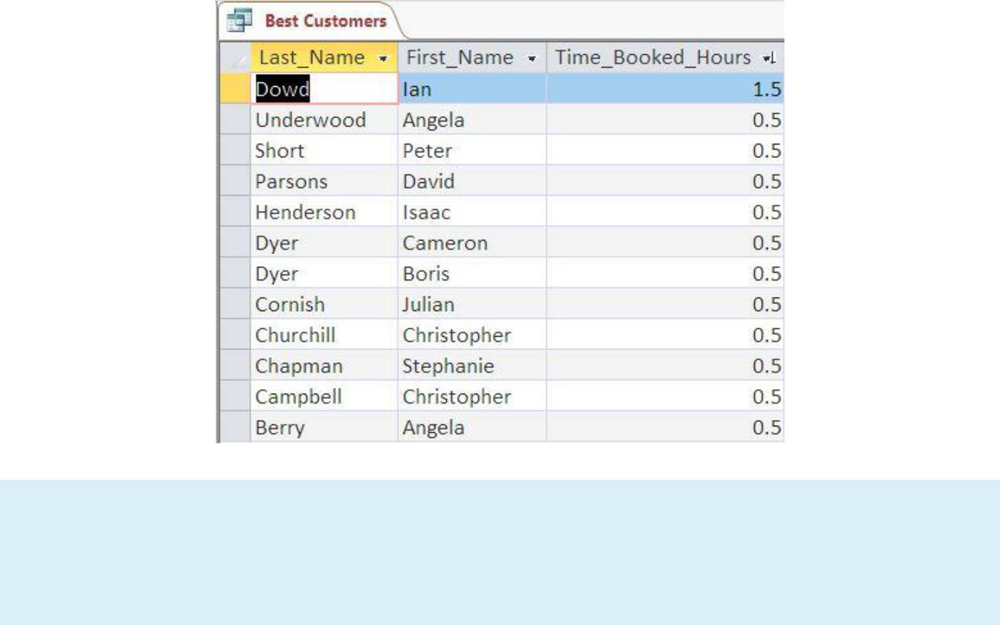 Best Customers
Last_Name First_Name Time_Booked_Hours
Dowd Ian 1.5
Underwood Angela 0.5
Short Peter 0.5
Parsons David 0.5
Henderson Isaac 0.5
Dyer Cameron 0.5
Dyer Boris 0.5
Cornish Julian 0.5
Churchill Christopher 0.5
Chapman Stephanie 0.5
Campbell Christopher 0.5
Berry Angela 0.5